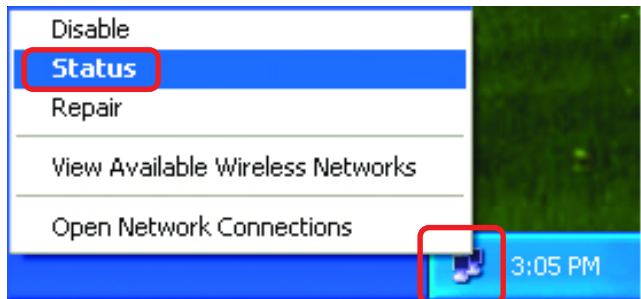 Disable
Status
Repair
View Available Wireless Networks
Open Network Connections
3:05 PM